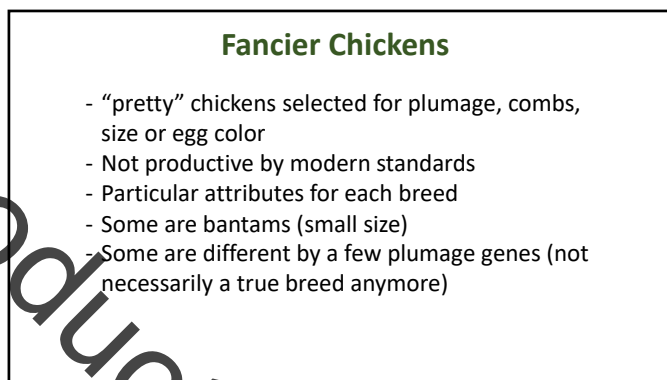 Fancier Chickens
- “pretty” chickens selected for plumage, combs,
size or egg color
- Not productive by modern standards
- Particular attributes for each breed
- Some are bantams (small size)
- Some are different by a few plumage genes (not
necessarily a true breed anymore)